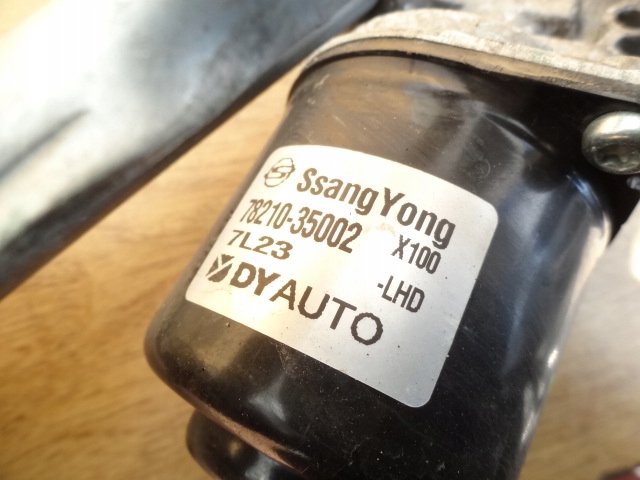 SsangYong
78210-35002 X100
7L23 -LHD
DYAUTO